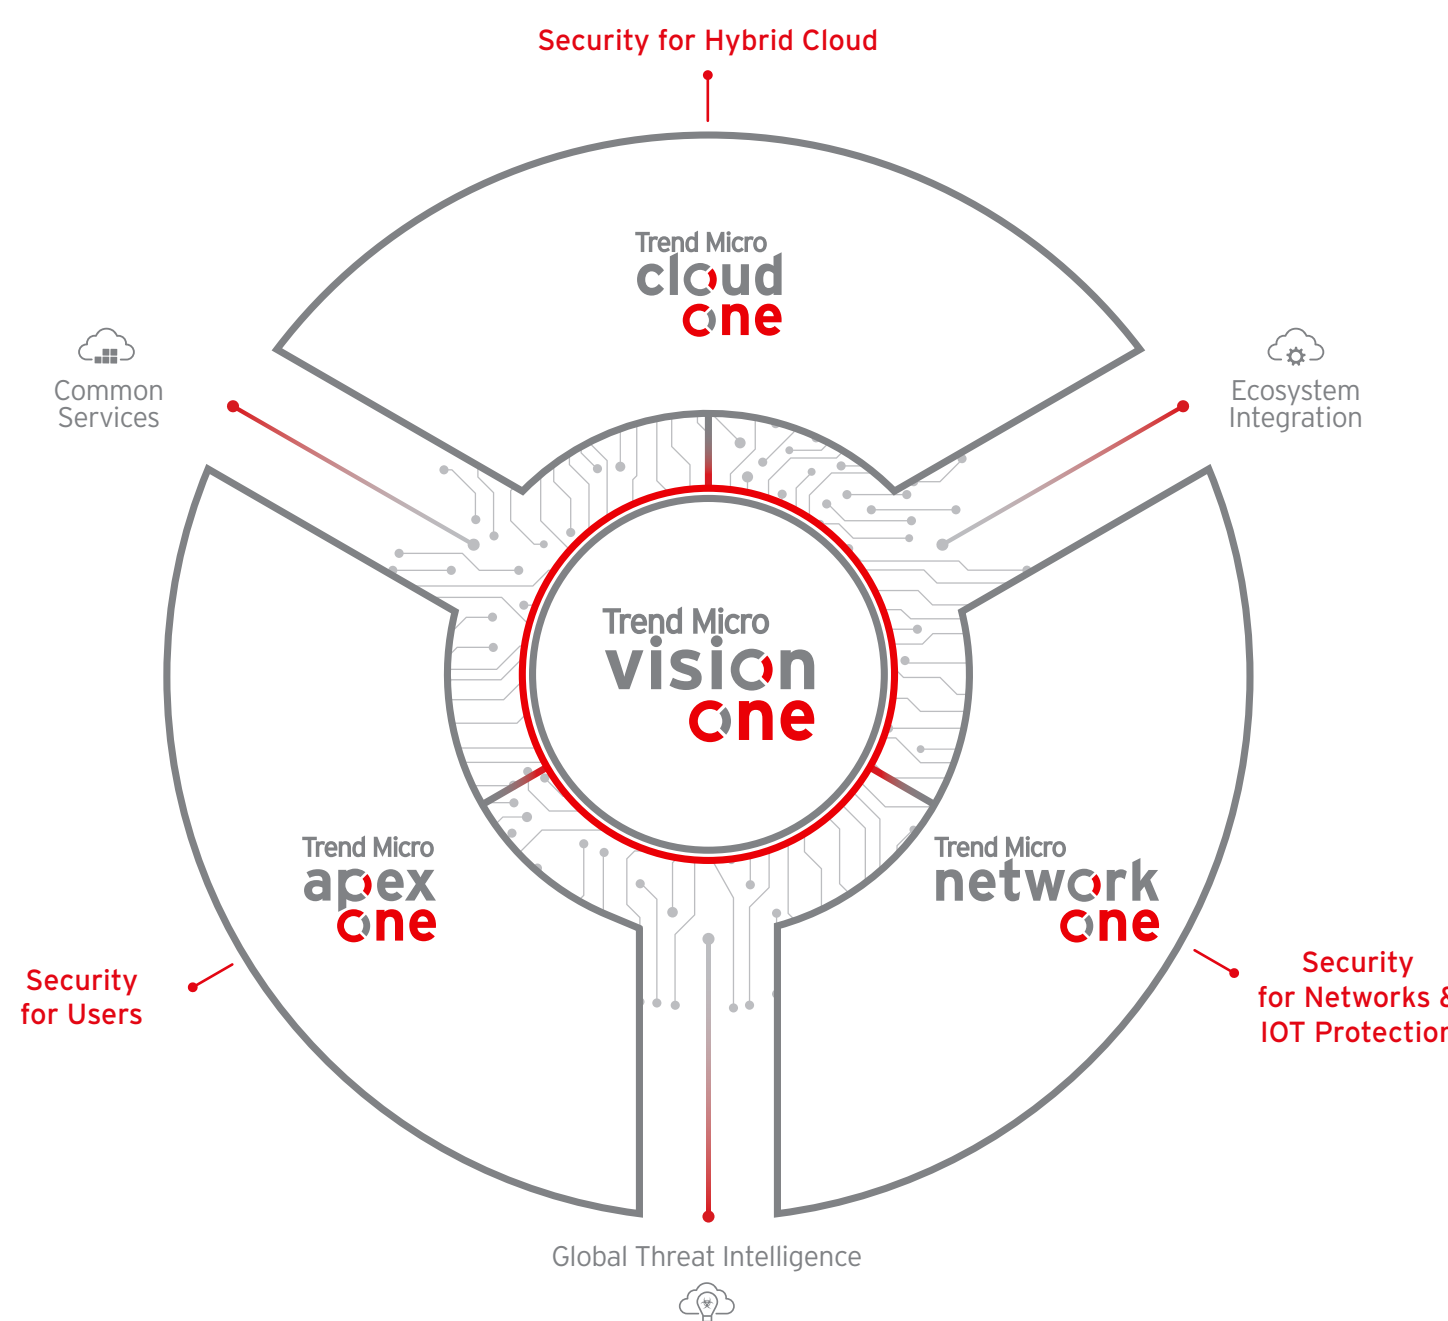 Security for Hybrid Cloud
Trend Micro
cloud
one
Common
Services
Ecosystem
Integration
Trend Micro
vision
one
Trend Micro
apex
one
Trend Micro
network
one
Security
for Users
Security
for Networks &
IOT Protection
Global Threat Intelligence